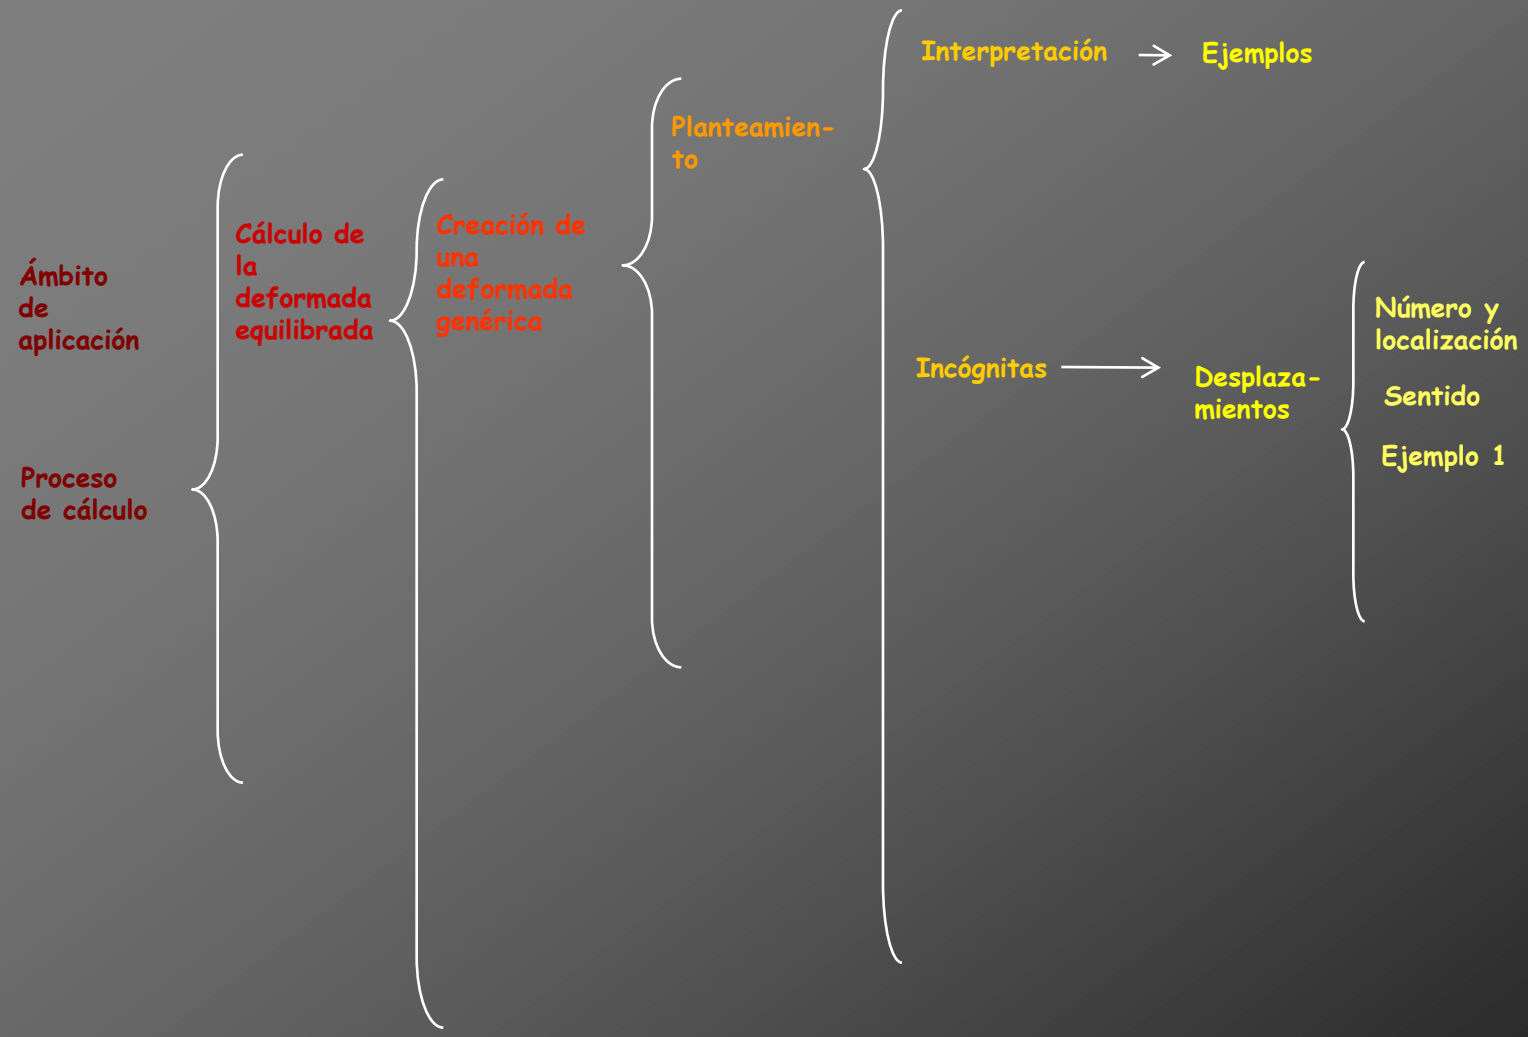 Ámbito
de
aplicación
Proceso
de cálculo
Cálculo de
la
deformada
equilibrada
Creación de
una
deformada
genérica
Planteamien-
to
Interpretación
Ejemplos
Incógnitas
Desplaza-
mientos
Número y
localización
Sentido
Ejemplo 1